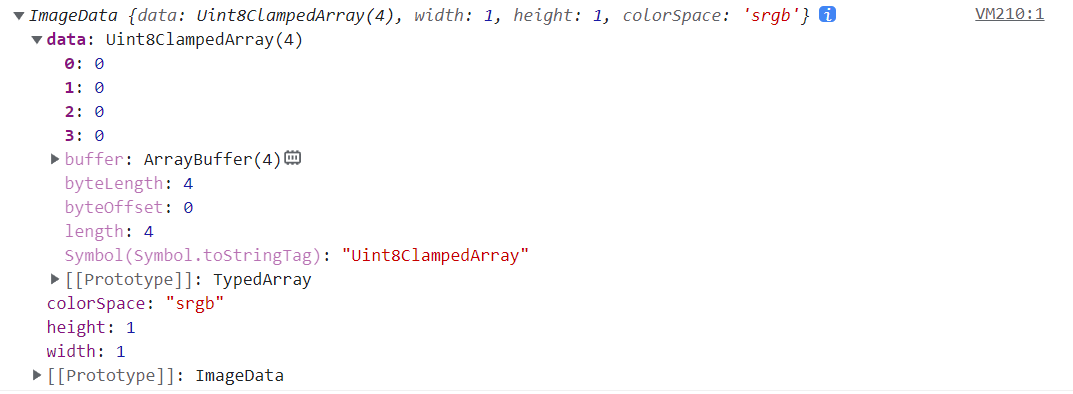 ImageData {data: Uint8ClampedArray(4), width: 1, height: 1, colorSpace: 'srgb'} i VM210:1
data: Uint8ClampedArray(4)
0: 0
1: 0
2: 0
3: 0
buffer: ArrayBuffer(4)
byteLength: 4
byteOffset: 0
length: 4
Symbol(Symbol.toStringTag): "Uint8ClampedArray"
[[Prototype]]: TypedArray
colorSpace: "srgb"
height: 1
width: 1
[[Prototype]]: ImageData